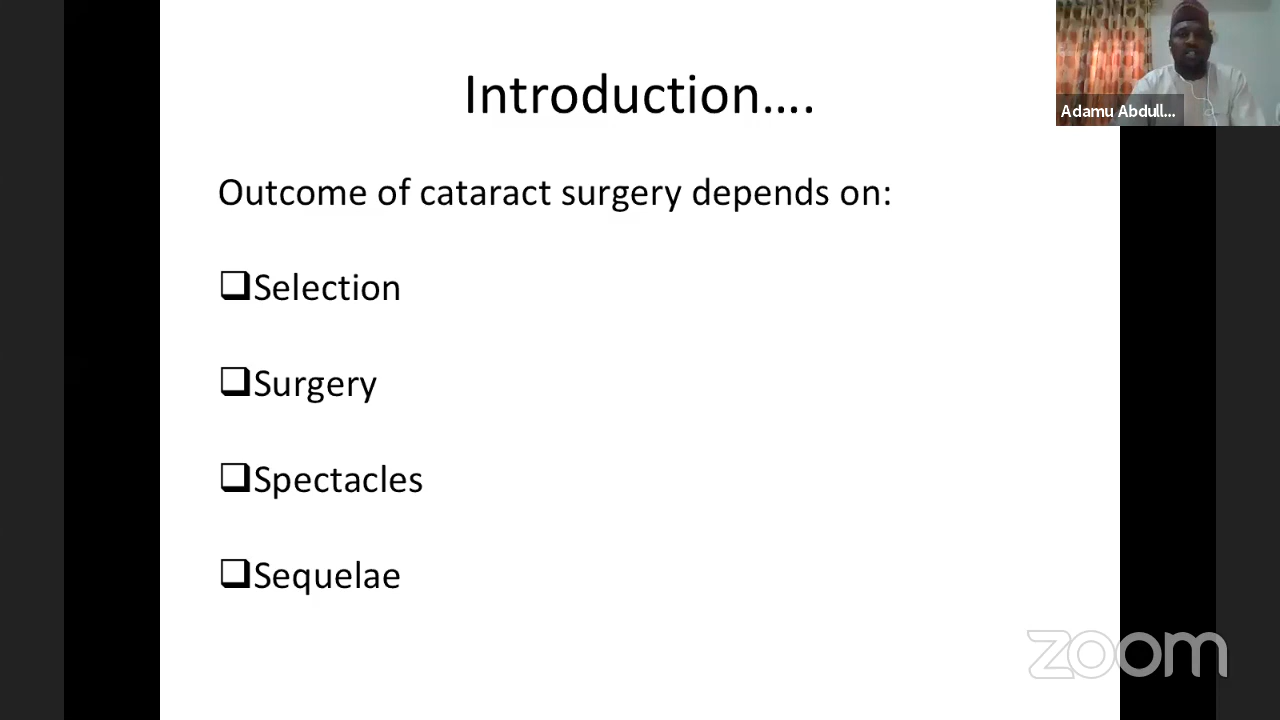 Introduction….
Adamu Abdull...
Outcome of cataract surgery depends on:
❑Selection
❑Surgery
❑Spectacles
❑Sequelae
zoom